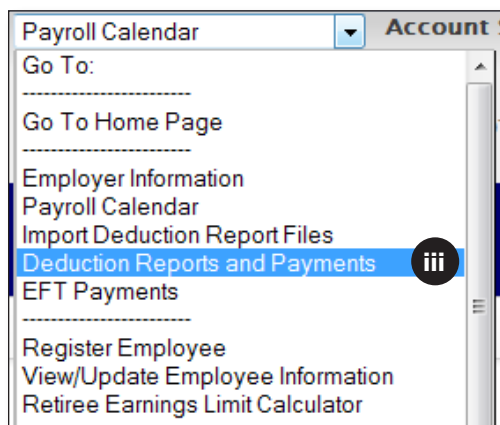 Payroll Calendar Account
Go To:
-------------------------
Go To Home Page
-------------------------
Employer Information
Payroll Calendar
Import Deduction Report Files
Deduction Reports and Payments iii
EFT Payments
-------------------------
Register Employee
View/Update Employee Information
Retiree Earnings Limit Calculator